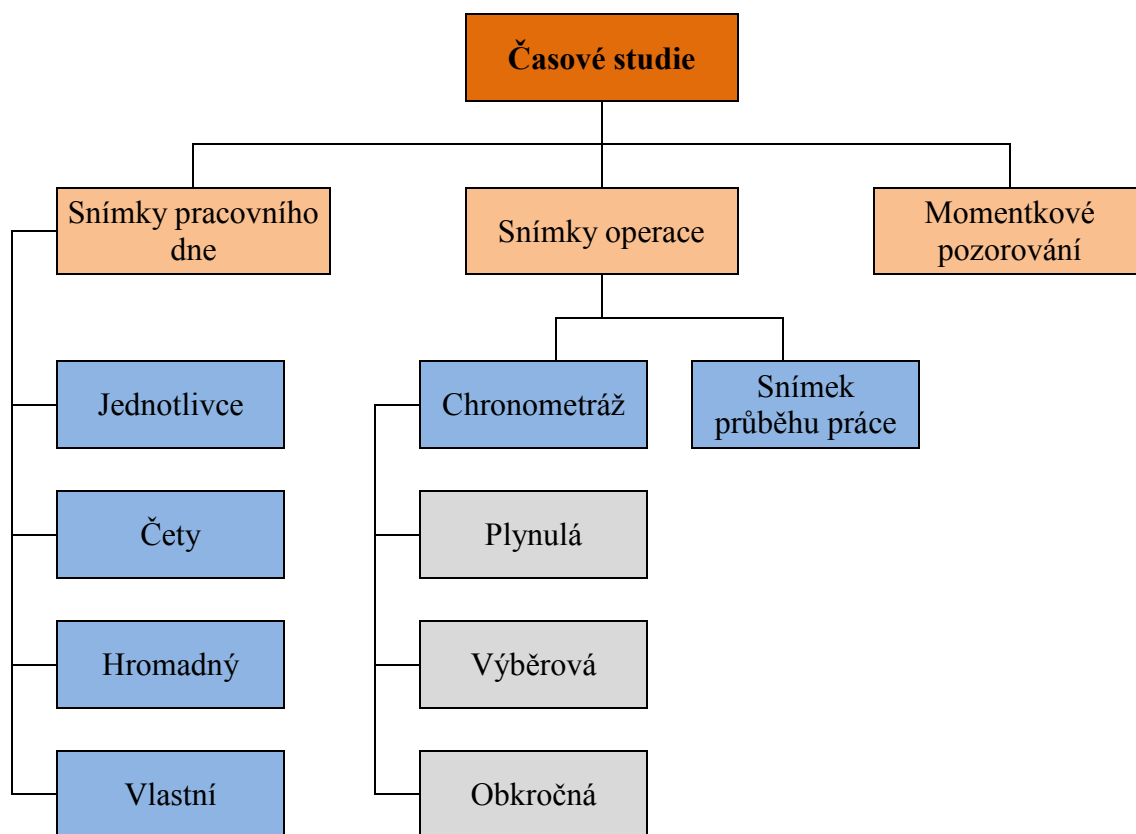 Časové studie
Snímky pracovního
dne
Snímky operace
Momentkové
pozorování
Jednotlivce
Chronometráž
Snímek
průběhu práce
Čety
Plynulá
Hromadný
Výběrová
Vlastní
Obkročná